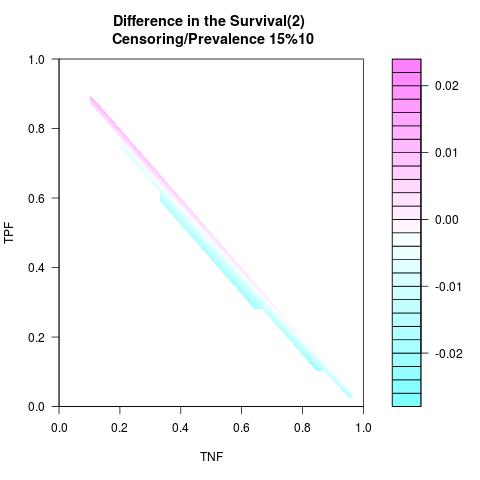 Difference in the Survival(2)
Censoring/Prevalence 15%10
TPF
1.0
0.8
0.6
0.4
0.2
0.0
0.0 0.2 0.4 0.6 0.8 1.0
TNF
0.02
0.01
0.00
-0.01
-0.02